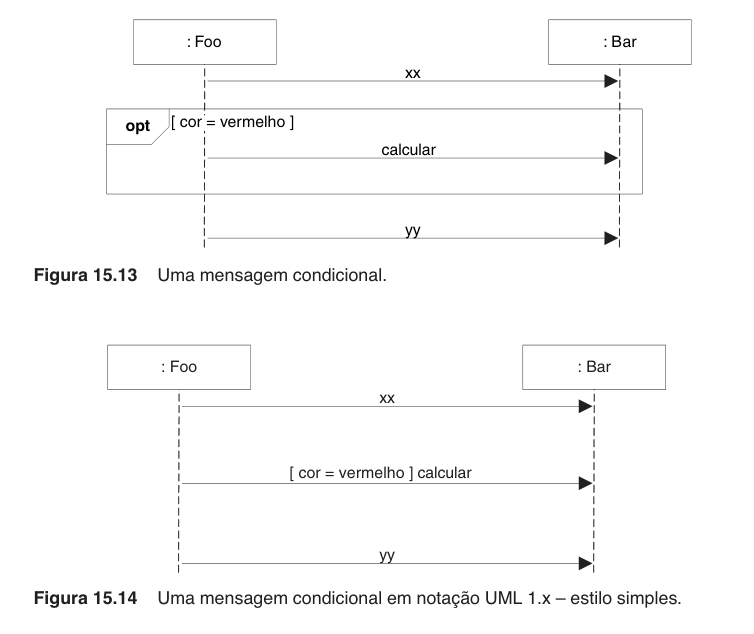 : Foo
: Bar
xx
opt
[ cor = vermelho ]
calcular
yy
Figura 15.13 Uma mensagem condicional.
: Foo
: Bar
xx
[ cor = vermelho ] calcular
yy
Figura 15.14 Uma mensagem condicional em notação UML 1.x – estilo simples.